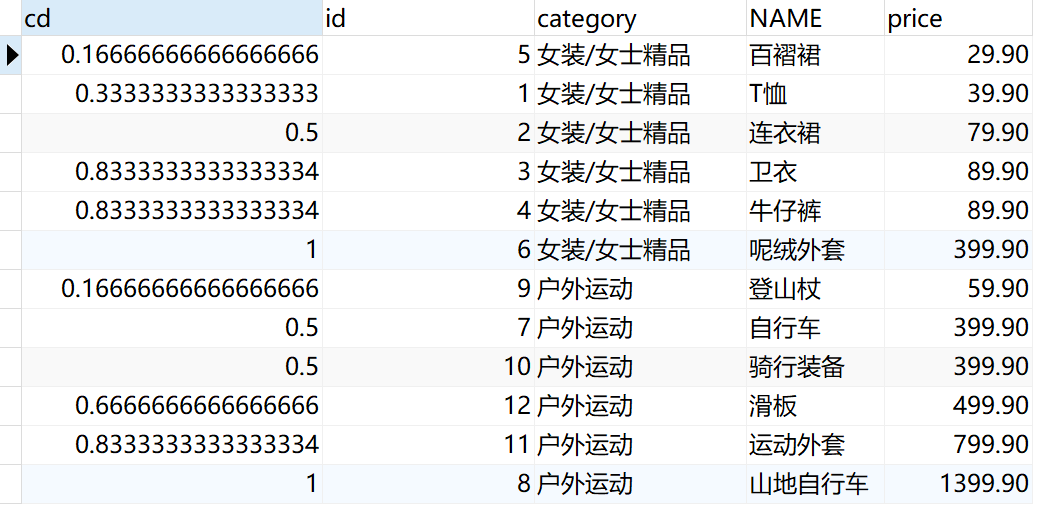 cd id category NAME price
0.16666666666666666 5 女装/女士精品 百褶裙 29.90
0.3333333333333333 1 女装/女士精品 T恤 39.90
0.5 2 女装/女士精品 连衣裙 79.90
0.8333333333333334 3 女装/女士精品 卫衣 89.90
0.8333333333333334 4 女装/女士精品 牛仔裤 89.90
1 6 女装/女士精品 呢绒外套 399.90
0.16666666666666666 9 户外运动 登山杖 59.90
0.5 7 户外运动 自行车 399.90
0.5 10 户外运动 骑行装备 399.90
0.6666666666666666 12 户外运动 滑板 499.90
0.8333333333333334 11 户外运动 运动外套 799.90
1 8 户外运动 山地自行车 1399.90